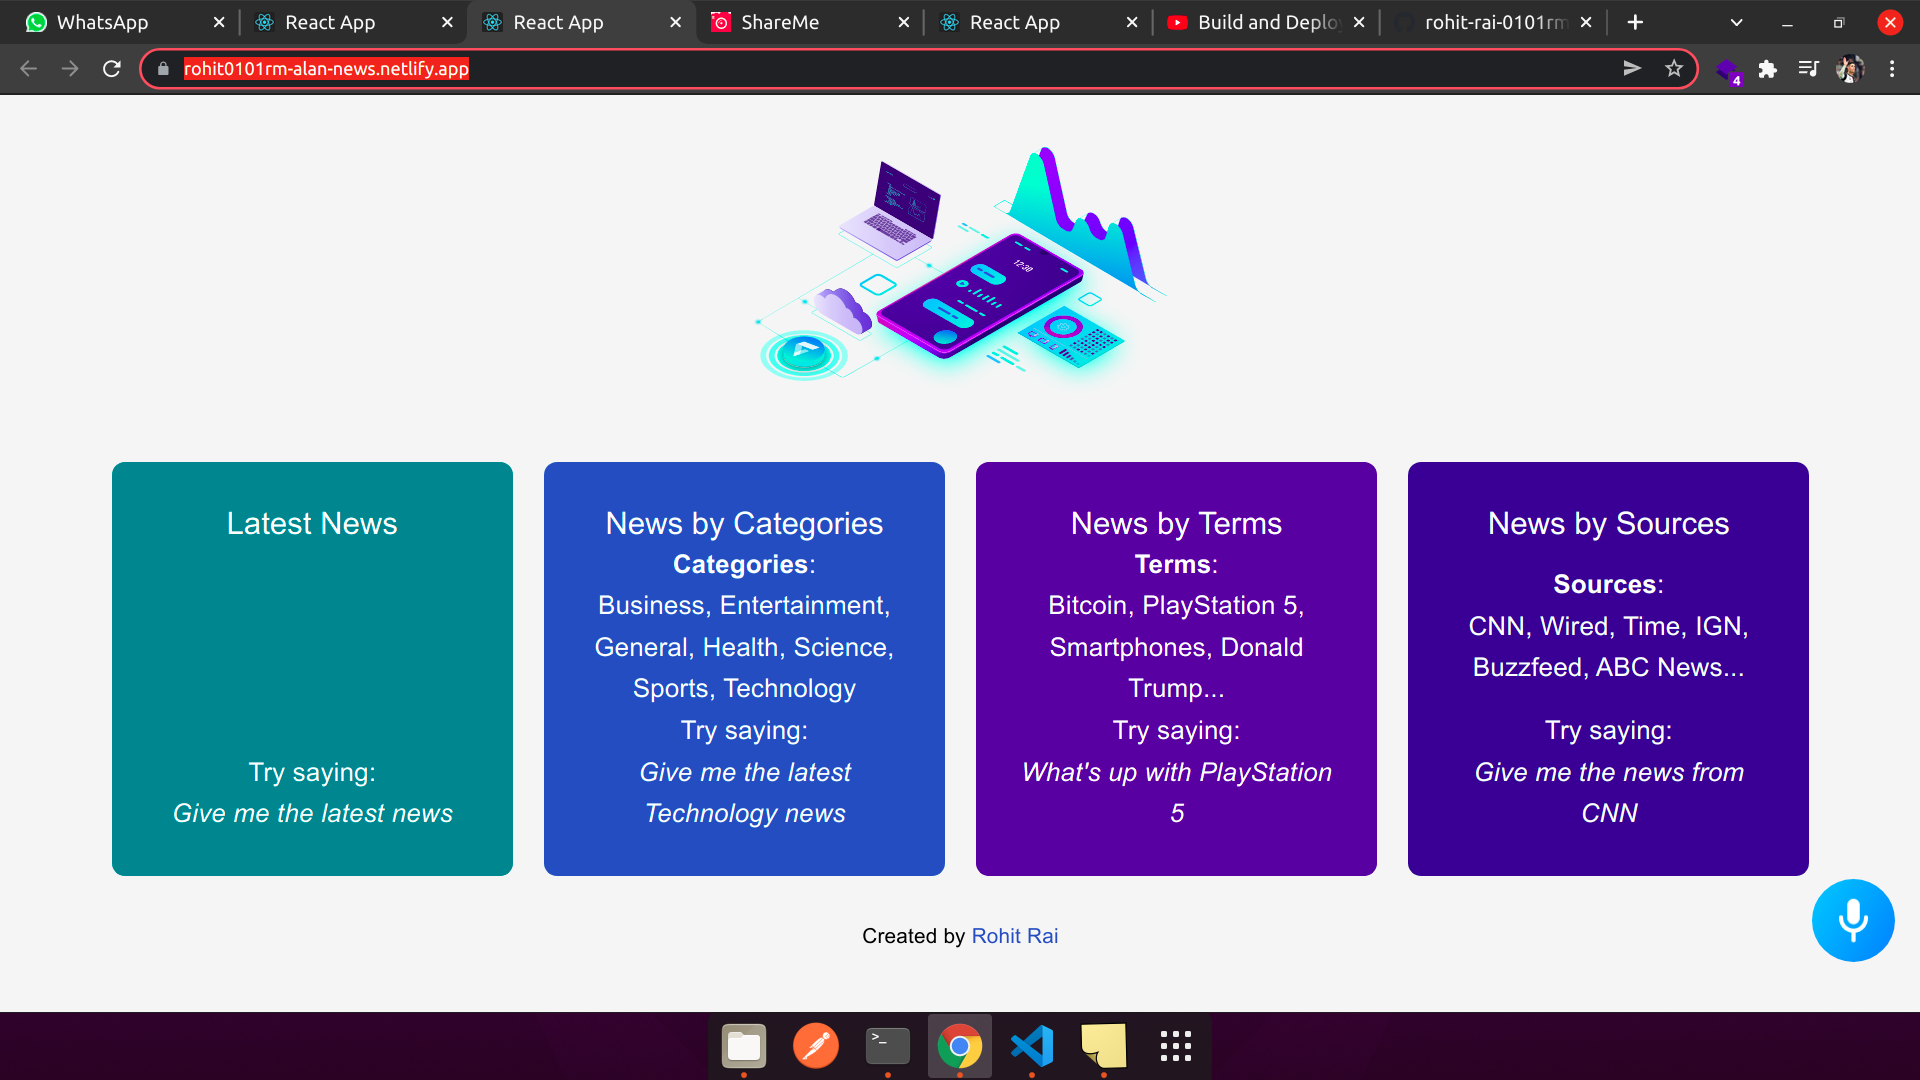 WhatsApp
React App
React App
ShareMe
React App
Build and Deplo
rohit-rai-0101rm
rohit0101rm-alan-news.netlify.app
4
12:30
Latest News
Try saying:
Give me the latest news
News by Categories
Categories:
Business, Entertainment,
General, Health, Science,
Sports, Technology
Try saying:
Give me the latest
Technology news
News by Terms
Terms:
Bitcoin, PlayStation 5,
Smartphones, Donald
Trump...
Try saying:
What's up with PlayStation
5
News by Sources
Sources:
CNN, Wired, Time, IGN,
Buzzfeed, ABC News...
Try saying:
Give me the news from
CNN
Created by Rohit Rai
>_